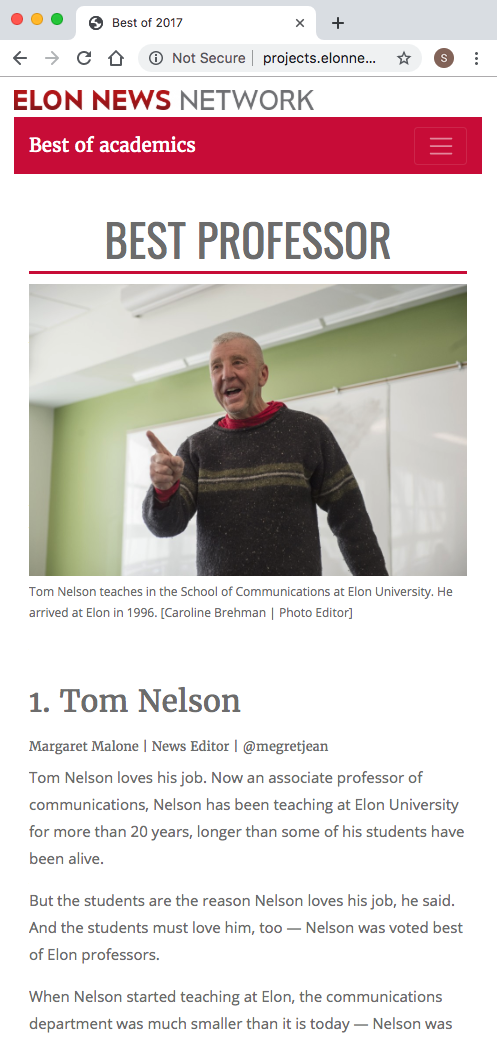 Best of 2017
Not Secure | projects.elonne...
S
ELON NEWS NETWORK
Best of academics
BEST PROFESSOR
Tom Nelson teaches in the School of Communications at Elon University. He
arrived at Elon in 1996. [Caroline Brehman | Photo Editor]
1. Tom Nelson
Margaret Malone | News Editor | @megretjean
Tom Nelson loves his job. Now an associate professor of
communications, Nelson has been teaching at Elon University
for more than 20 years, longer than some of his students have
been alive.
But the students are the reason Nelson loves his job, he said.
And the students must love him, too — Nelson was voted best
of Elon professors.
When Nelson started teaching at Elon, the communications
department was much smaller than it is today — Nelson was